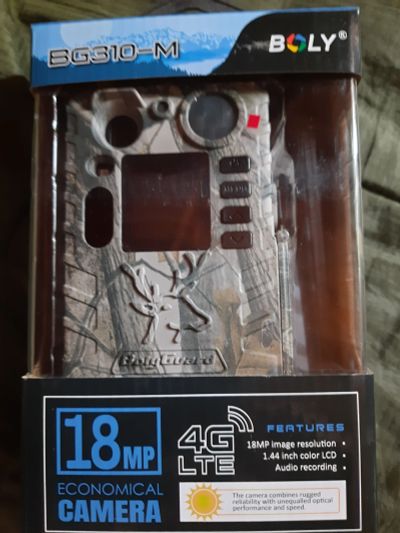 BG310-M
BOLY®
BolyGuard
18MP
ECONOMICAL
CAMERA
4G
LTE
FEATURES
18MP image resolution •
1.44 inch color LCD •
Audio recording •
The camera combines rugged
reliability with unequalled optical
performance and speed.